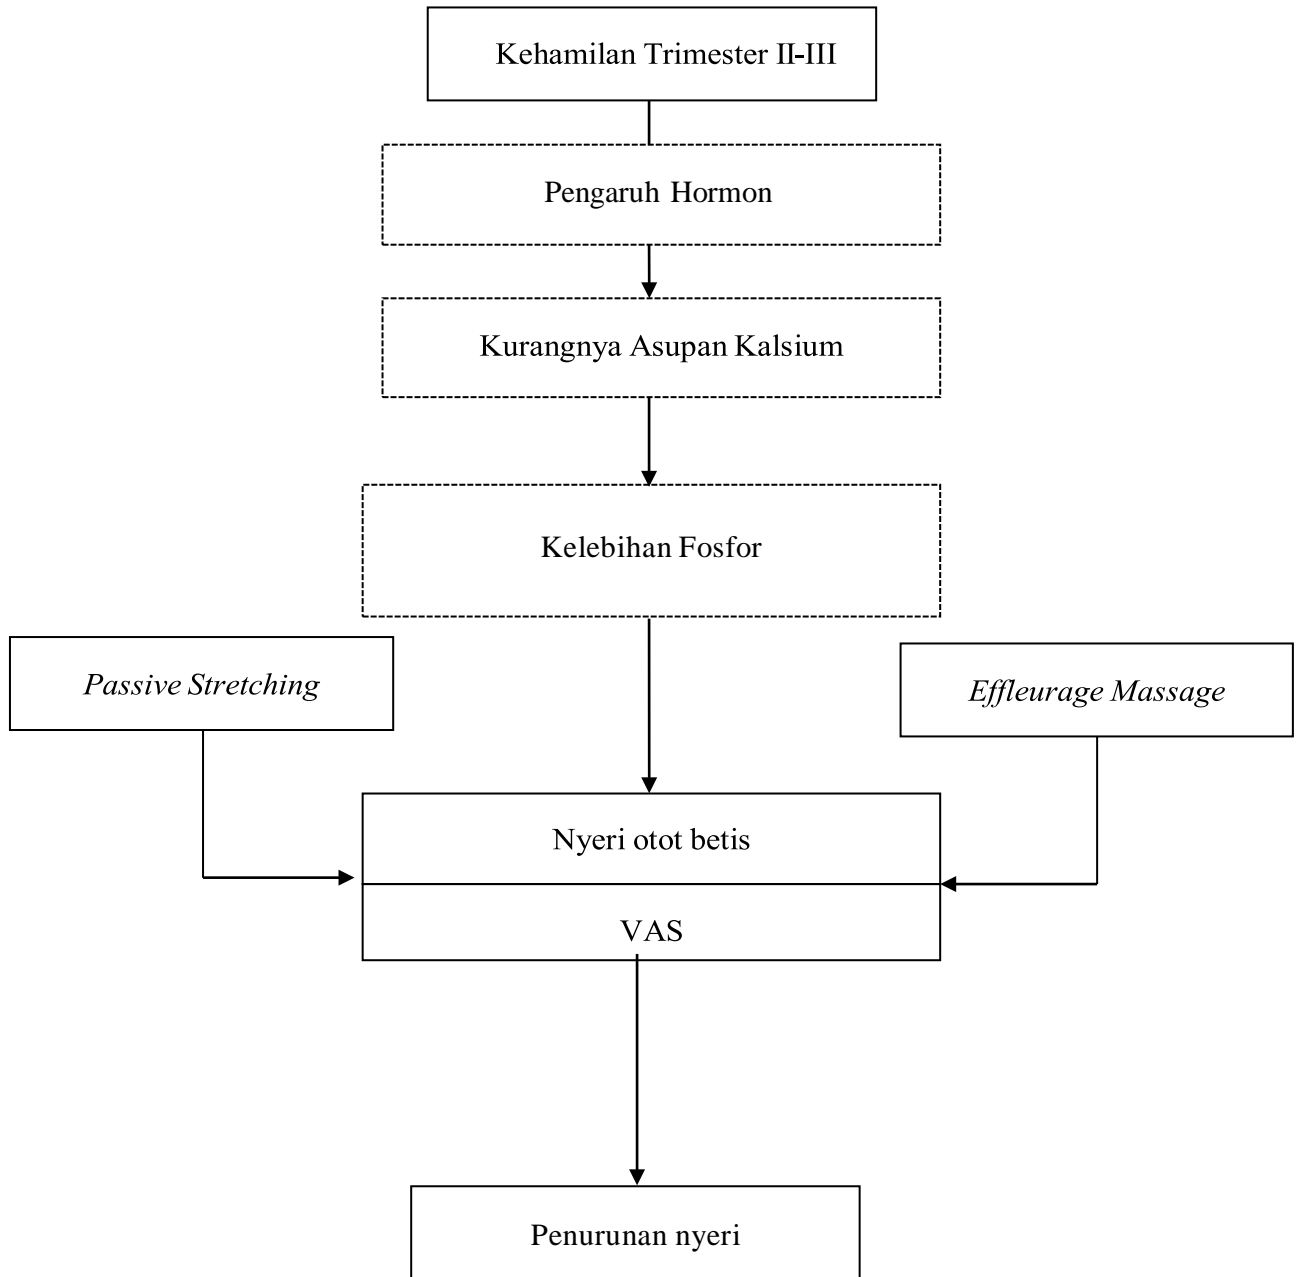 Kehamilan Trimester II-III
Pengaruh Hormon
Kurangnya Asupan Kalsium
Kelebihan Fosfor
Passive Stretching
Effleurage Massage
Nyeri otot betis
VAS
Penurunan nyeri